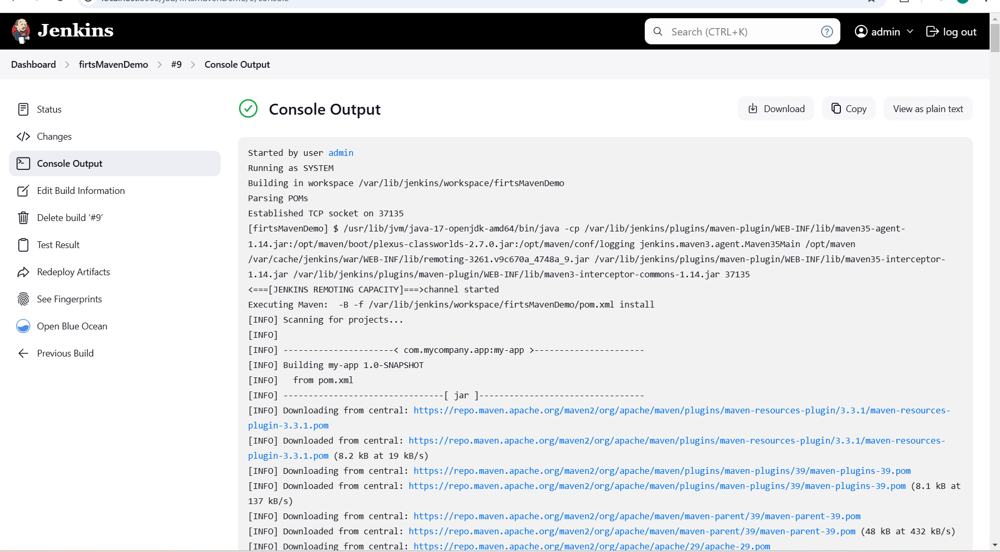 Jenkins
Search (CTRL+K)
?
admin
log out
Dashboard
firtsMavenDemo
#9
Console Output
Status
Changes
Console Output
Edit Build Information
Delete build ‘#9’
Test Result
Redeploy Artifacts
See Fingerprints
Open Blue Ocean
Previous Build
Console Output
Download
Copy
View as plain text
Started by user admin
Running as SYSTEM
Building in workspace /var/lib/jenkins/workspace/firtsMavenDemo
Parsing POMs
Established TCP socket on 37135
[firtsMavenDemo] $ /usr/lib/jvm/java-17-openjdk-amd64/bin/java -cp /var/lib/jenkins/plugins/maven-plugin/WEB-INF/lib/maven35-agent-
1.14.jar:/opt/maven/boot/plexus-classworlds-2.7.0.jar:/opt/maven/conf/logging jenkins.maven3.agent.Maven35Main /opt/maven
/var/cache/jenkins/war/WEB-INF/lib/remoting-3261.v9c670a_4748a_9.jar /var/lib/jenkins/plugins/maven-plugin/WEB-INF/lib/maven35-interceptor-
1.14.jar /var/lib/jenkins/plugins/maven-plugin/WEB-INF/lib/maven3-interceptor-commons-1.14.jar 37135
<===[JENKINS REMOTING CAPACITY]===>channel started
Executing Maven:  -B -f /var/lib/jenkins/workspace/firtsMavenDemo/pom.xml install
[INFO] Scanning for projects...
[INFO]
[INFO] ----------------------< com.mycompany.app:my-app >----------------------
[INFO] Building my-app 1.0-SNAPSHOT
[INFO]   from pom.xml
[INFO] --------------------------------[ jar ]---------------------------------
[INFO] Downloading from central: https://repo.maven.apache.org/maven2/org/apache/maven/plugins/maven-resources-plugin/3.3.1/maven-resources-
plugin-3.3.1.pom
[INFO] Downloaded from central: https://repo.maven.apache.org/maven2/org/apache/maven/plugins/maven-resources-plugin/3.3.1/maven-resources-
plugin-3.3.1.pom (8.2 kB at 19 kB/s)
[INFO] Downloading from central: https://repo.maven.apache.org/maven2/org/apache/maven/plugins/maven-plugins/39/maven-plugins-39.pom
[INFO] Downloaded from central: https://repo.maven.apache.org/maven2/org/apache/maven/plugins/maven-plugins/39/maven-plugins-39.pom (8.1 kB at
137 kB/s)
[INFO] Downloading from central: https://repo.maven.apache.org/maven2/org/apache/maven/maven-parent/39/maven-parent-39.pom
[INFO] Downloaded from central: https://repo.maven.apache.org/maven2/org/apache/maven/maven-parent/39/maven-parent-39.pom (48 kB at 432 kB/s)
[INFO] Downloading from central: https://repo.maven.apache.org/maven2/org/apache/apache/29/apache-29.pom